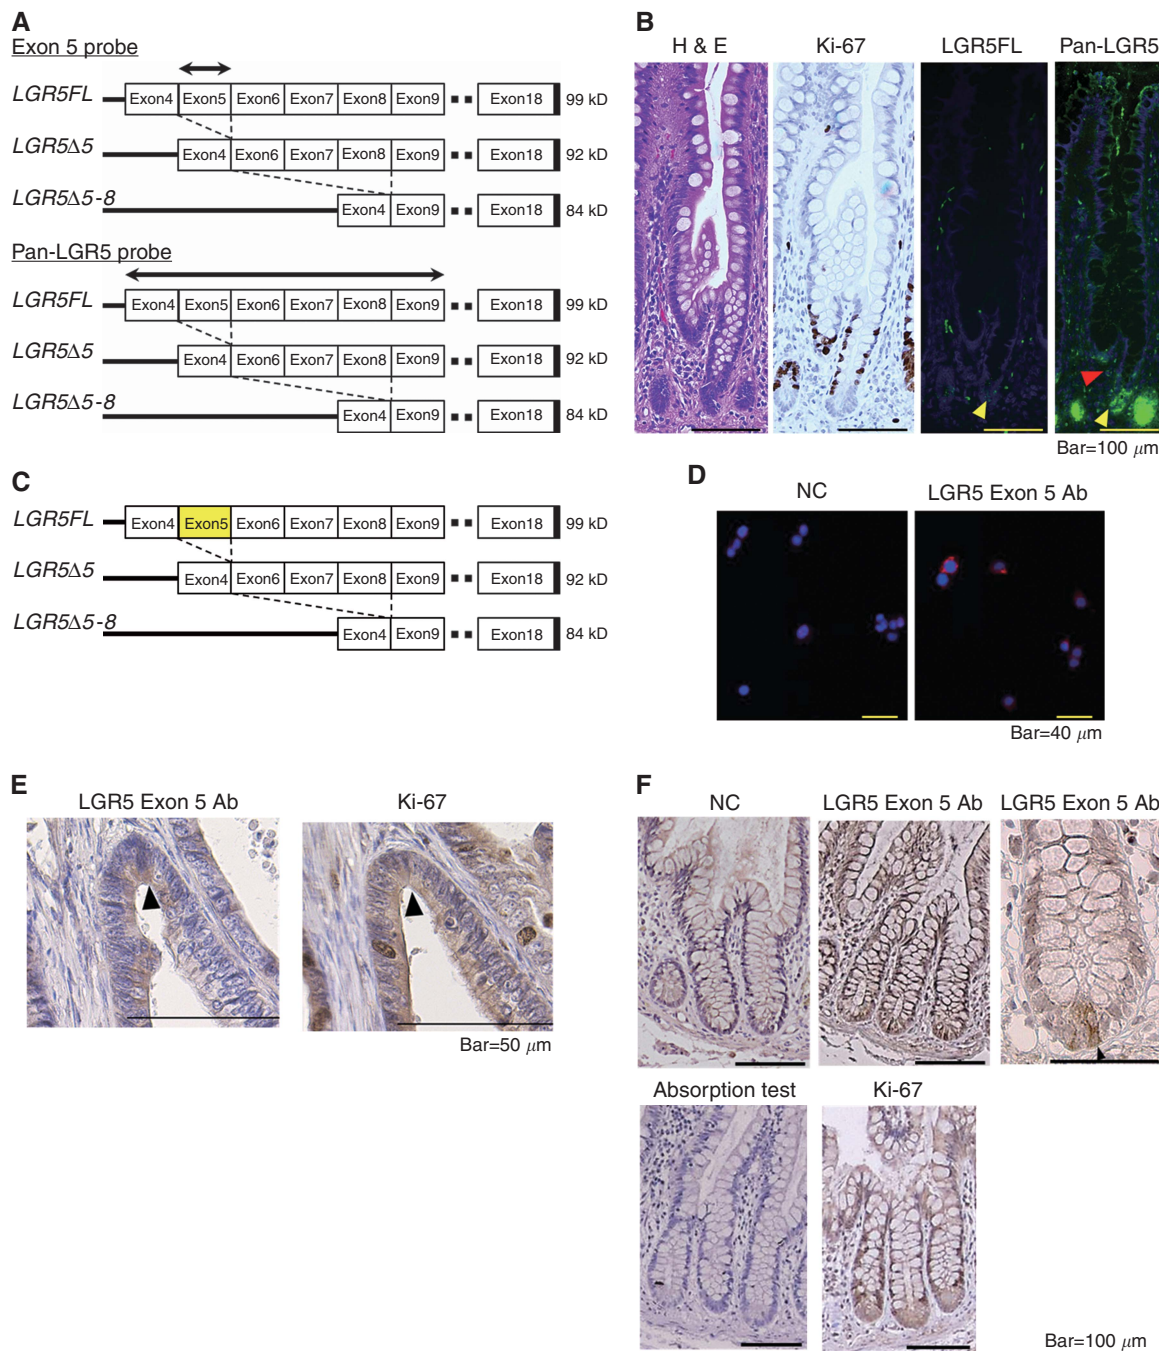 A
Exon 5 probe
LGR5FL Exon4 Exon5 Exon6 Exon7 Exon8 Exon9 Exon18 99 kD
LGR5Δ5 Exon4 Exon6 Exon7 Exon8 Exon9 Exon18 92 kD
LGR5Δ5-8 Exon4 Exon9 Exon18 84 kD
Pan-LGR5 probe
LGR5FL Exon4 Exon5 Exon6 Exon7 Exon8 Exon9 Exon18 99 kD
LGR5Δ5 Exon4 Exon6 Exon7 Exon8 Exon9 Exon18 92 kD
LGR5Δ5-8 Exon4 Exon9 Exon18 84 kD
B
H & E Ki-67 LGR5FL Pan-LGR5
Bar=100 μm
C
LGR5FL Exon4 Exon5 Exon6 Exon7 Exon8 Exon9 Exon18 99 kD
LGR5Δ5 Exon4 Exon6 Exon7 Exon8 Exon9 Exon18 92 kD
LGR5Δ5-8 Exon4 Exon9 Exon18 84 kD
D
NC LGR5 Exon 5 Ab
Bar=40 μm
E
LGR5 Exon 5 Ab Ki-67
Bar=50 μm
F
NC LGR5 Exon 5 Ab LGR5 Exon 5 Ab
Absorption test Ki-67
Bar=100 μm